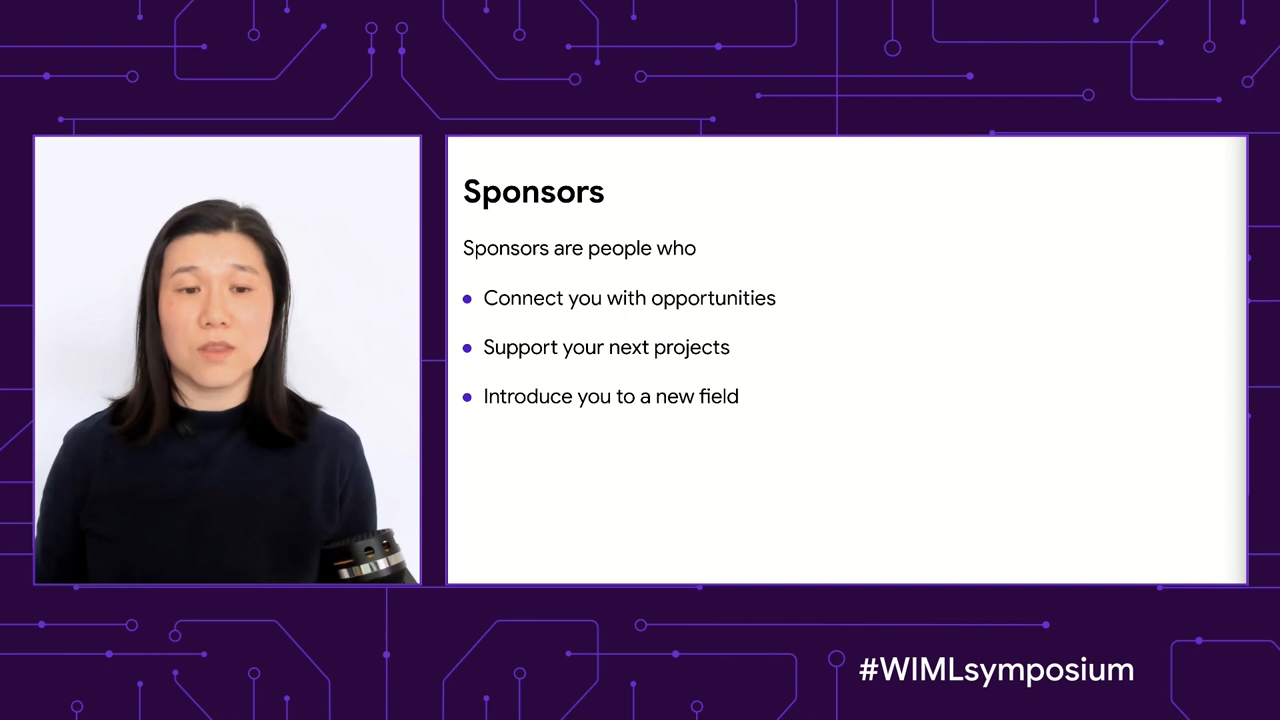 Sponsors
Sponsors are people who
Connect you with opportunities
Support your next projects
Introduce you to a new field
#WIMLsymposium